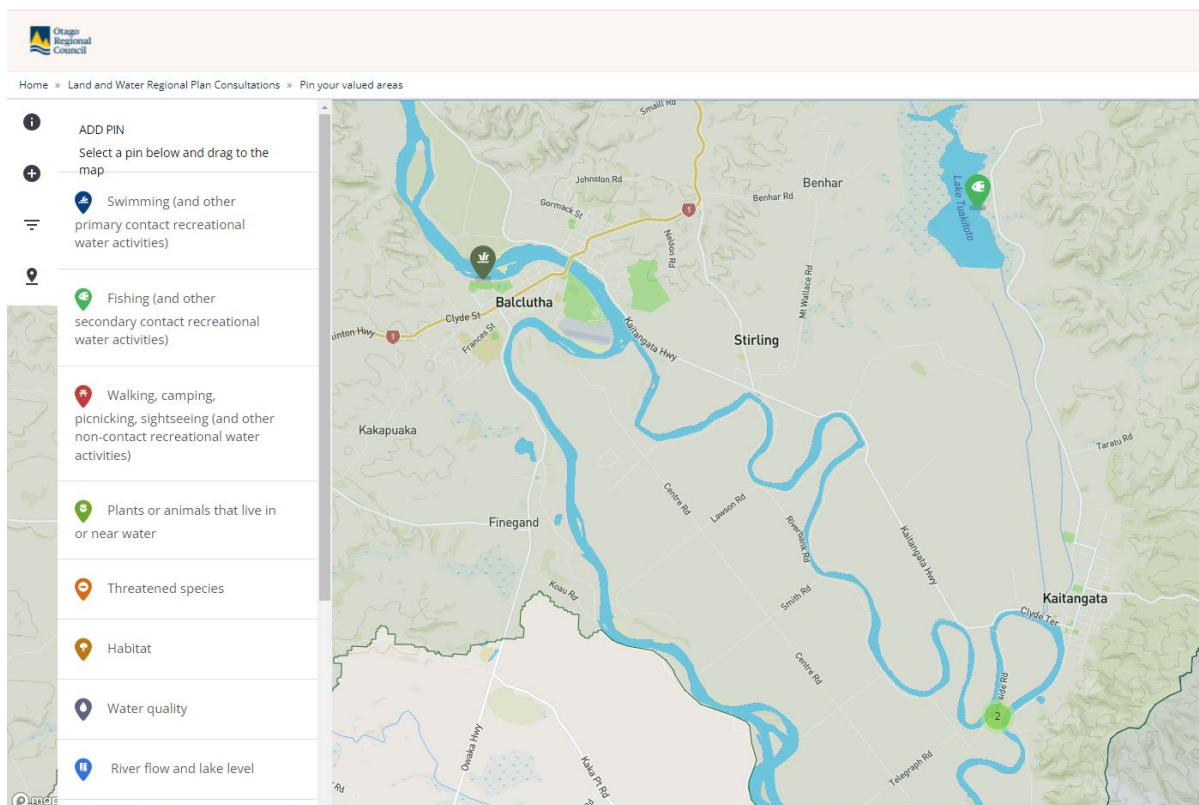 Otago
Regional
Council
Home » Land and Water Regional Plan Consultations » Pin your valued areas
ADD PIN
Select a pin below and drag to the
map
Swimming (and other
primary contact recreational
water activities)
Fishing (and other
secondary contact recreational
water activities)
Walking, camping,
picnicking, sightseeing (and other
non-contact recreational water
activities)
Plants or animals that live in
or near water
Threatened species
Habitat
Water quality
River flow and lake level
Smaill Rd
Johnston Rd
Benhar
Benhar Rd
Gormack St
1
Nelson Rd
Lake Tuakitoto
Mt Wallace Rd
Balclutha
Clyde St
Frances St
inton Hwy
1
Kaitangata Hwy
Stirling
Kakapuaka
Taratu Rd
Centre Rd
Lawson Rd
Finegand
Riverbank Rd
Kaitangata Hwy
Koau Rd
Smith Rd
Kaitangata
Clyde Ter
Centre Rd
side Rd
2
Owaka Hwy
Kaka Pt Rd
Telegraph Rd
Rd
map